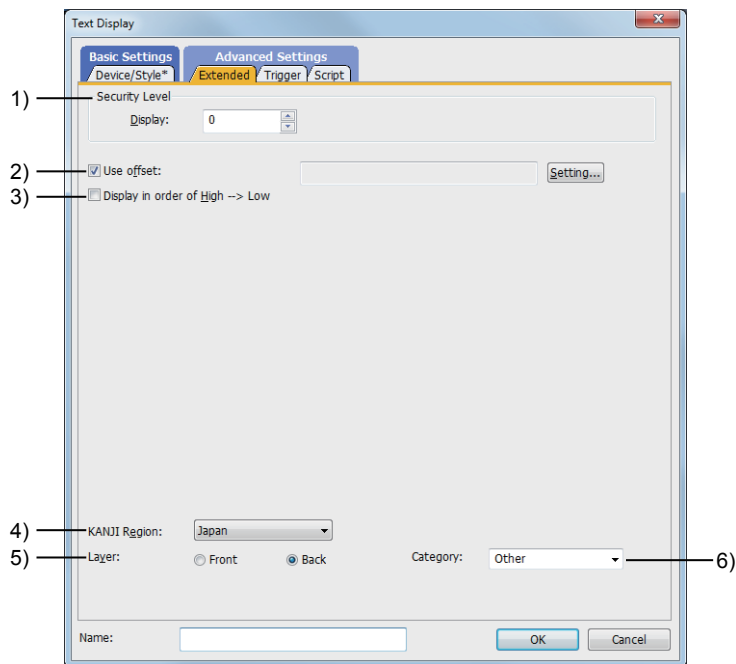 Text Display
Basic Settings Advanced Settings
Device/Style* Extended Trigger Script
1) Security Level
Display: 0
2) Use offset: Setting...
3) Display in order of High --> Low
4) KANJI Region: Japan
5) Layer: Front Back Category: Other 6)
Name: OK Cancel